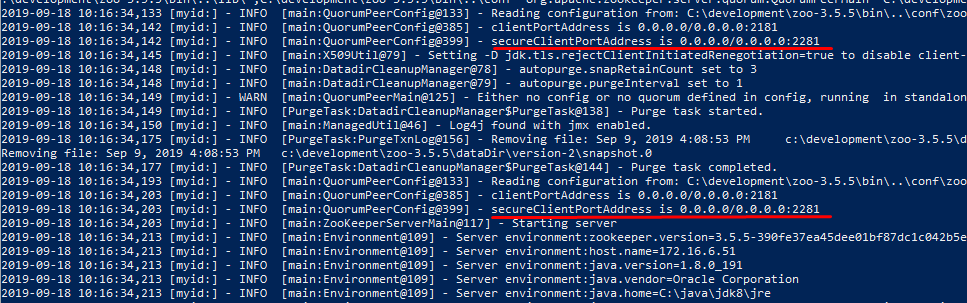 2019-09-18 10:16:34,133 [myid:] - INFO  [main:QuorumPeerConfig@133] - Reading configuration from: C:\development\zoo-3.5.5\bin\..\conf\zoo
2019-09-18 10:16:34,142 [myid:] - INFO  [main:QuorumPeerConfig@385] - clientPortAddress is 0.0.0.0/0.0.0.0:2181
2019-09-18 10:16:34,142 [myid:] - INFO  [main:QuorumPeerConfig@399] - secureClientPortAddress is 0.0.0.0/0.0.0.0:2281
2019-09-18 10:16:34,145 [myid:] - INFO  [main:X509Util@79] - Setting -D jdk.tls.rejectClientInitiatedRenegotiation=true to disable client-
2019-09-18 10:16:34,148 [myid:] - INFO  [main:DatadirCleanupManager@78] - autopurge.snapRetainCount set to 3
2019-09-18 10:16:34,148 [myid:] - INFO  [main:DatadirCleanupManager@79] - autopurge.purgeInterval set to 1
2019-09-18 10:16:34,149 [myid:] - WARN  [main:QuorumPeerMain@125] - Either no config or no quorum defined in config, running  in standalon
2019-09-18 10:16:34,149 [myid:] - INFO  [PurgeTask:DatadirCleanupManager$PurgeTask@138] - Purge task started.
2019-09-18 10:16:34,150 [myid:] - INFO  [main:ManagedUtil@46] - Log4j found with jmx enabled.
2019-09-18 10:16:34,175 [myid:] - INFO  [PurgeTask:PurgeTxnLog@156] - Removing file: Sep 9, 2019 4:08:53 PM    c:\development\zoo-3.5.5\dat
Removing file: Sep 9, 2019 4:08:53 PM   c:\development\zoo-3.5.5\dataDir\version-2\snapshot.0
2019-09-18 10:16:34,177 [myid:] - INFO  [PurgeTask:DatadirCleanupManager$PurgeTask@144] - Purge task completed.
2019-09-18 10:16:34,193 [myid:] - INFO  [main:QuorumPeerConfig@133] - Reading configuration from: C:\development\zoo-3.5.5\bin\..\conf\zoo
2019-09-18 10:16:34,203 [myid:] - INFO  [main:QuorumPeerConfig@385] - clientPortAddress is 0.0.0.0/0.0.0.0:2181
2019-09-18 10:16:34,203 [myid:] - INFO  [main:QuorumPeerConfig@399] - secureClientPortAddress is 0.0.0.0/0.0.0.0:2281
2019-09-18 10:16:34,203 [myid:] - INFO  [main:ZooKeeperServerMain@117] - Starting server
2019-09-18 10:16:34,213 [myid:] - INFO  [main:Environment@109] - Server environment:zookeeper.version=3.5.5-390fe37ea45dee01bf87dc1c042b5e
2019-09-18 10:16:34,213 [myid:] - INFO  [main:Environment@109] - Server environment:host.name=172.16.6.51
2019-09-18 10:16:34,213 [myid:] - INFO  [main:Environment@109] - Server environment:java.version=1.8.0_191
2019-09-18 10:16:34,213 [myid:] - INFO  [main:Environment@109] - Server environment:java.vendor=Oracle Corporation
2019-09-18 10:16:34,213 [myid:] - INFO  [main:Environment@109] - Server environment:java.home=C:\java\jdk8\jre